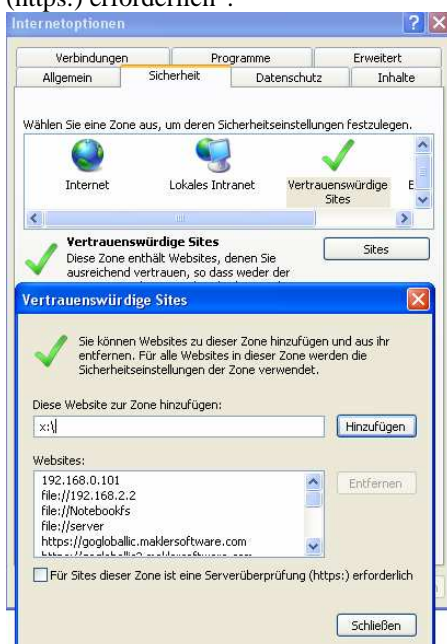 (https:) erforderlich".
Internetoptionen
Verbindungen Programme Erweitert
Allgemein Sicherheit Datenschutz Inhalte
Wählen Sie eine Zone aus, um deren Sicherheitseinstellungen festzulegen.
Internet Lokales Intranet Vertrauenswürdige Sites E
Vertrauenswürdige Sites
Diese Zone enthält Websites, denen Sie
ausreichend vertrauen, so dass weder der
Sites
Vertrauenswürdige Sites
Sie können Websites zu dieser Zone hinzufügen und aus ihr
entfernen. Für alle Websites in dieser Zone werden die
Sicherheitseinstellungen der Zone verwendet.
Diese Website zur Zone hinzufügen:
x:\
Hinzufügen
Websites:
192.168.0.101
file://192.168.2.2
file://Notebookfs
file://server
https://gogloballic.maklersoftware.com
Entfernen
Für Sites dieser Zone ist eine Serverüberprüfung (https:) erforderlich
Schließen